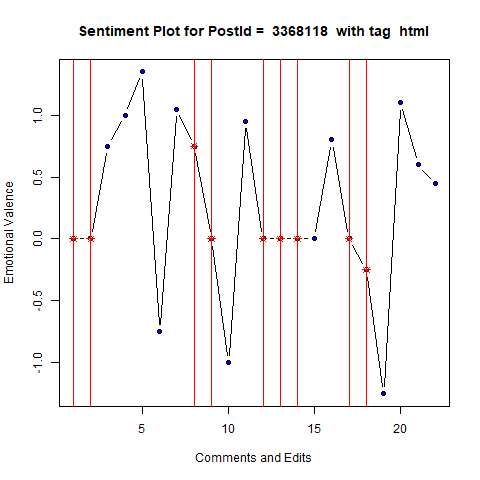 Sentiment Plot for PostId = 3368118 with tag html
Emotional Valence
1.0
0.5
0.0
-0.5
-1.0
5 10 15 20
Comments and Edits